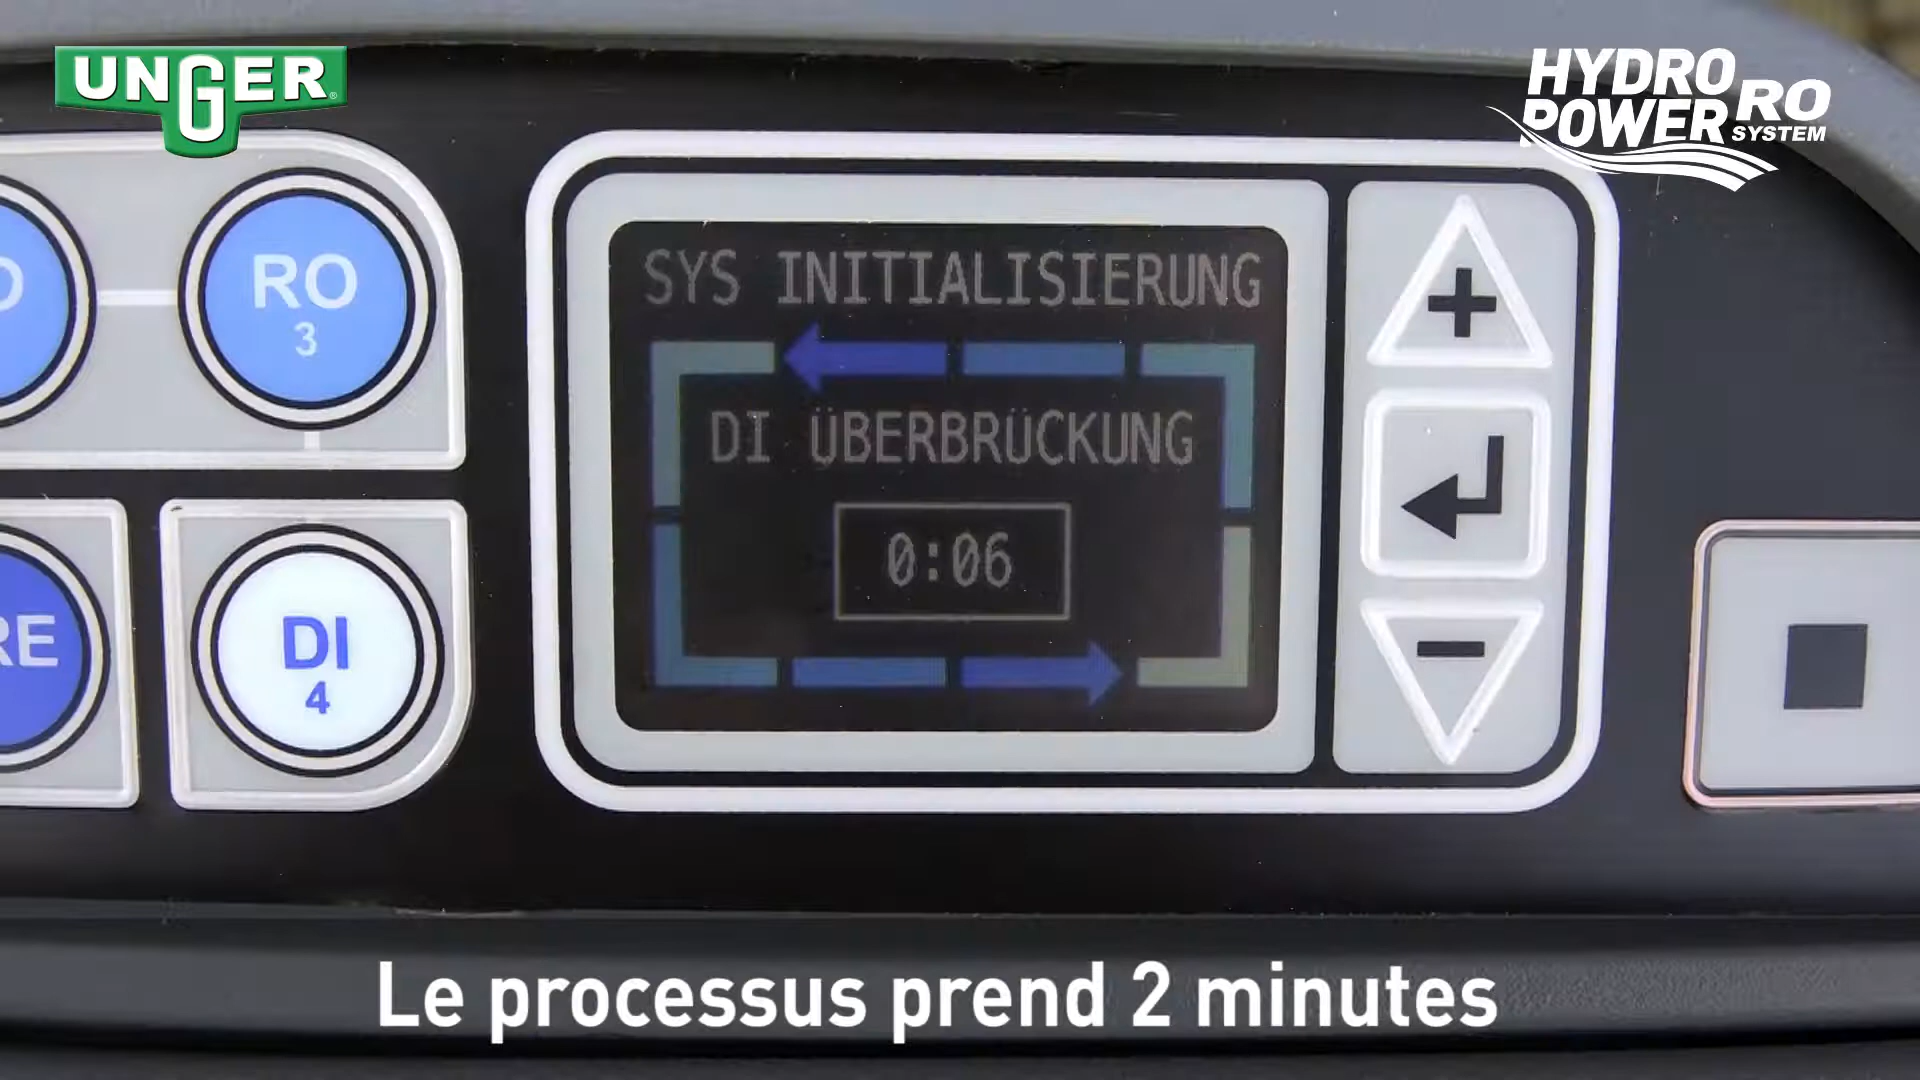 UNGER
HYDRO
POWER RO
SYSTEM
RO
3
SYS INITIALISIERUNG
DI ÜBERBRÜCKUNG
0:06
+
-
RE
DI
4
Le processus prend 2 minutes